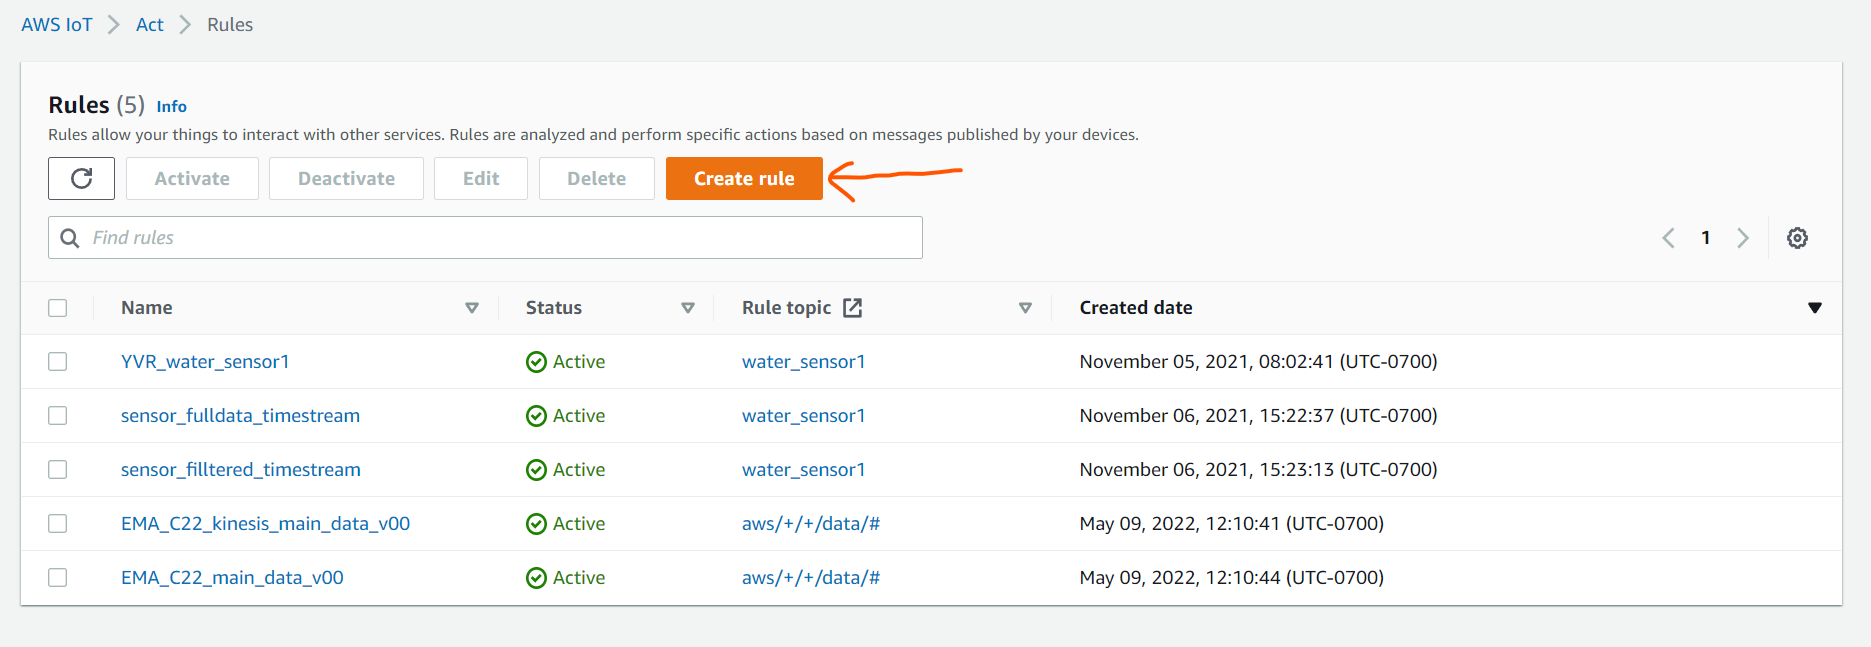 AWS IoT > Act > Rules
Rules (5) Info
Rules allow your things to interact with other services. Rules are analyzed and perform specific actions based on messages published by your devices.
Activate Deactivate Edit Delete Create rule
Find rules 1
Name Status Rule topic Created date
YVR_water_sensor1 Active water_sensor1 November 05, 2021, 08:02:41 (UTC-0700)
sensor_fulldata_timestream Active water_sensor1 November 06, 2021, 15:22:37 (UTC-0700)
sensor_filltered_timestream Active water_sensor1 November 06, 2021, 15:23:13 (UTC-0700)
EMA_C22_kinesis_main_data_v00 Active aws/+/+/data/# May 09, 2022, 12:10:41 (UTC-0700)
EMA_C22_main_data_v00 Active aws/+/+/data/# May 09, 2022, 12:10:44 (UTC-0700)